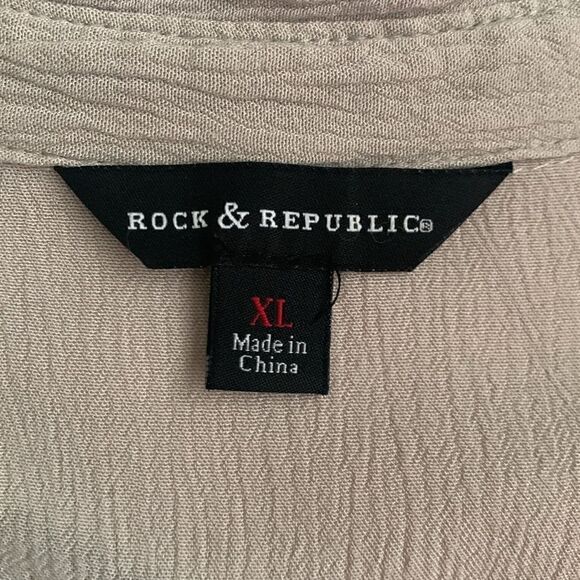 ROCK & REPUBLIC®
XL
Made in
China